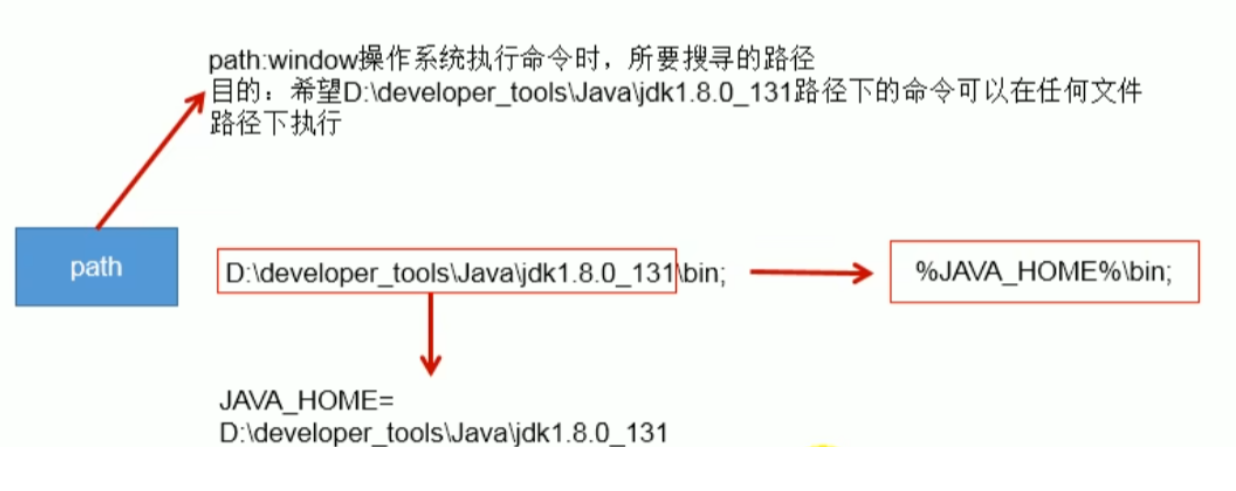 path:window操作系统执行命令时，所要搜寻的路径
目的：希望D:\developer_tools\Java\jdk1.8.0_131路径下的命令可以在任何文件
路径下执行
path
D:\developer_tools\Java\jdk1.8.0_131\bin;
%JAVA_HOME%\bin;
JAVA_HOME=
D:\developer_tools\Java\jdk1.8.0_131